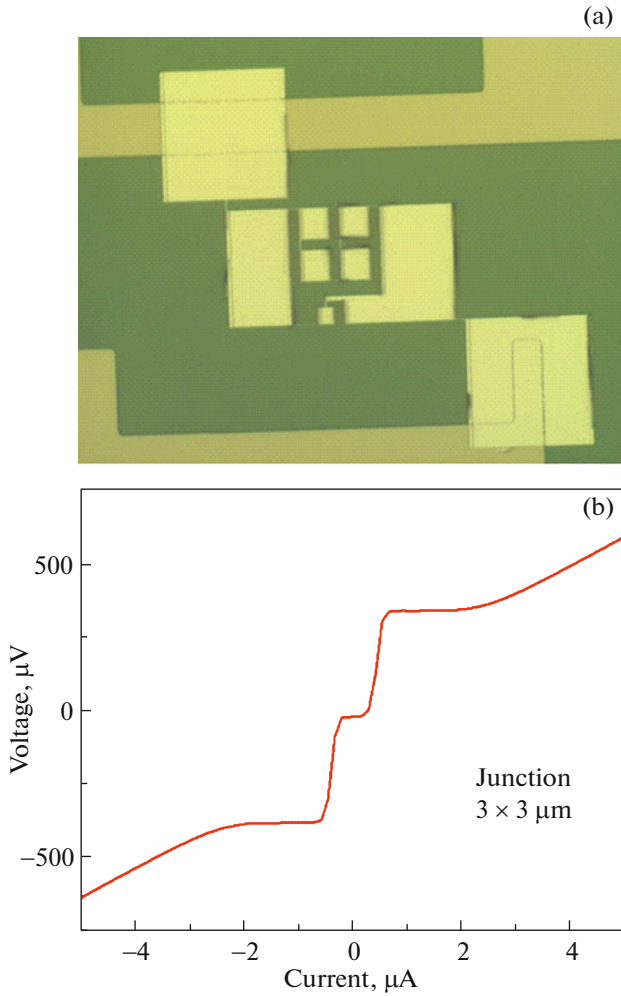 (a)
(b)
500
0
−500
Voltage, μV
Junction
3 × 3 μm
−4
−2
0
2
4
Current, μA